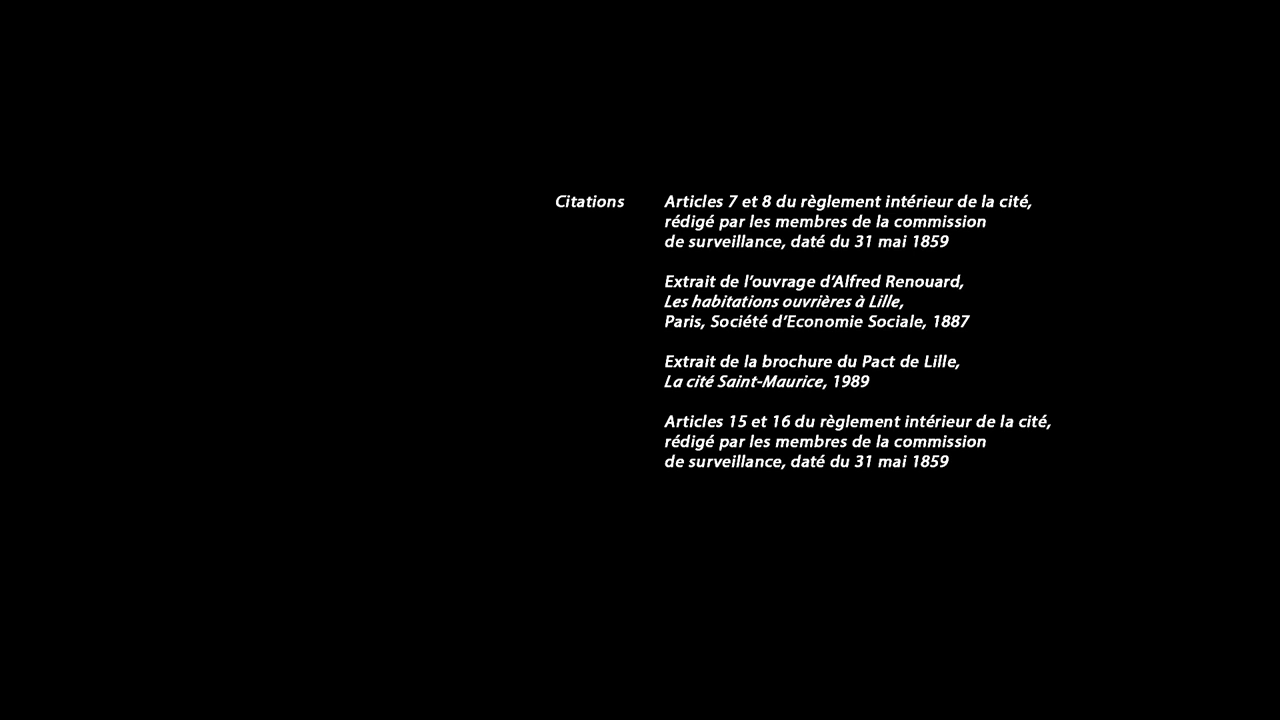 Citations
Articles 7 et 8 du règlement intérieur de la cité,
rédigé par les membres de la commission
de surveillance, daté du 31 mai 1859
Extrait de l’ouvrage d’Alfred Renouard,
Les habitations ouvrières à Lille,
Paris, Société d’Economie Sociale, 1887
Extrait de la brochure du Pact de Lille,
La cité Saint-Maurice, 1989
Articles 15 et 16 du règlement intérieur de la cité,
rédigé par les membres de la commission
de surveillance, daté du 31 mai 1859